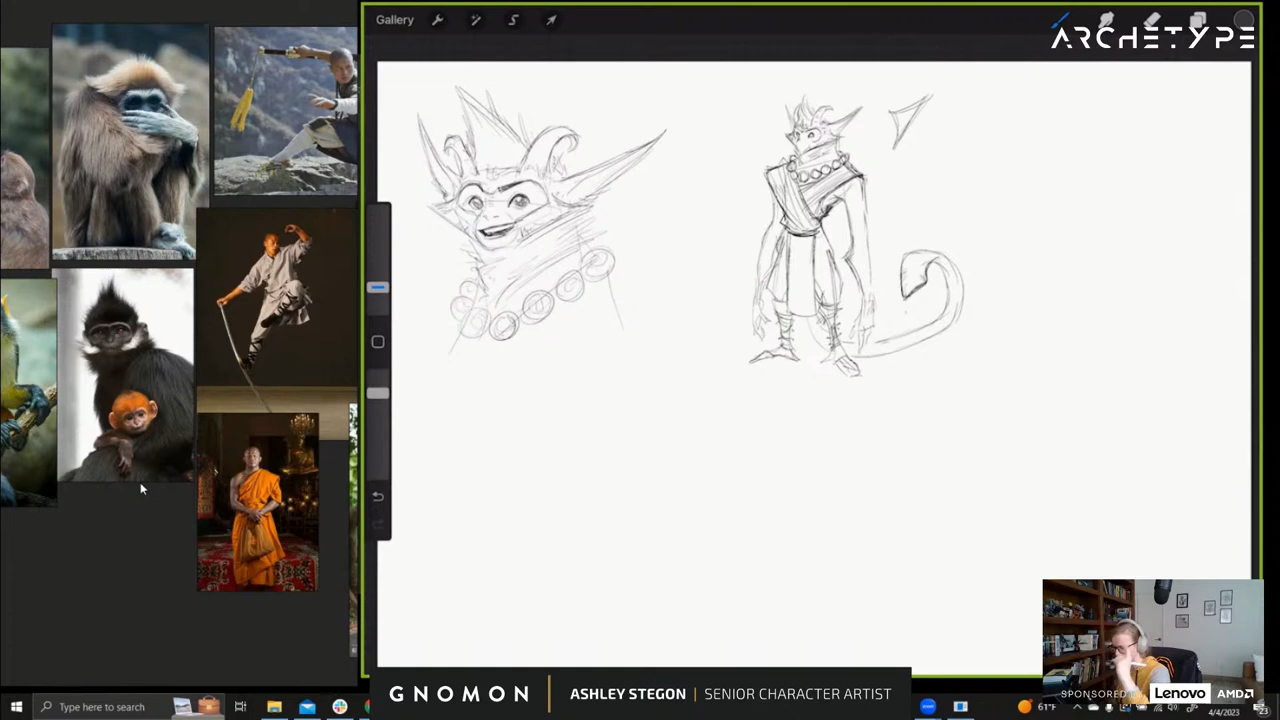 Gallery
ARCHETYPE
GNOMON
ASHLEY STEGON | SENIOR CHARACTER ARTIST
SPONSORED BY Lenovo AMD
Type here to search
61°F
4/4/2023
23